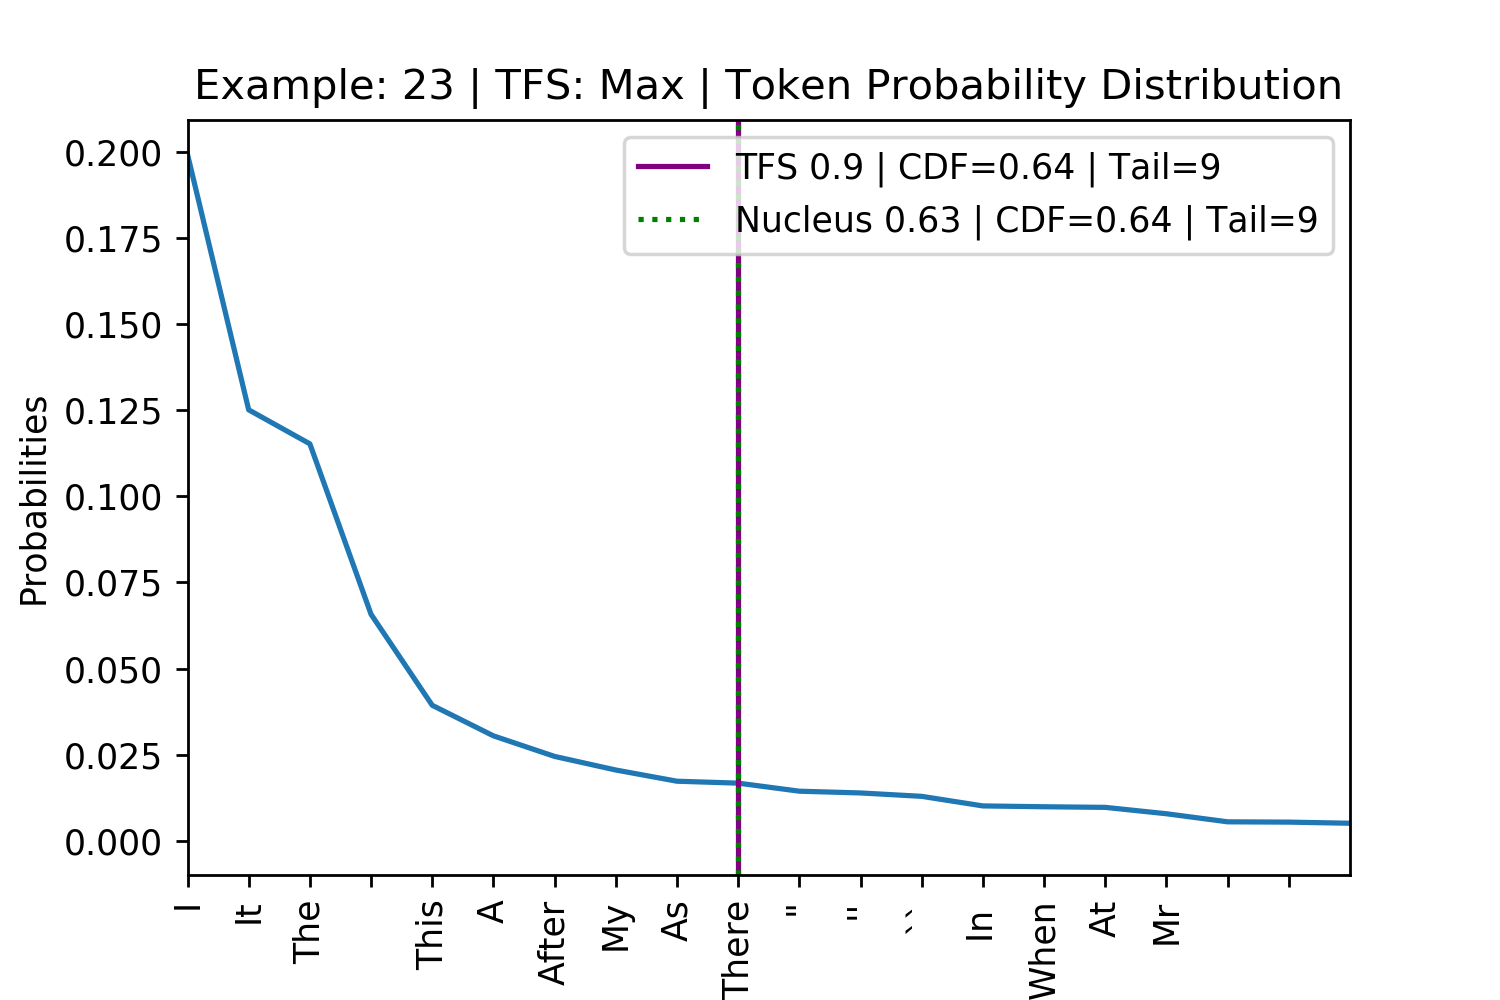 Example: 23 | TFS: Max | Token Probability Distribution
TFS 0.9 | CDF=0.64 | Tail=9
Nucleus 0.63 | CDF=0.64 | Tail=9
Probabilities
0.200
0.175
0.150
0.125
0.100
0.075
0.050
0.025
0.000
I
It
The
This
A
After
My
As
There
"
''
``
In
When
At
Mr